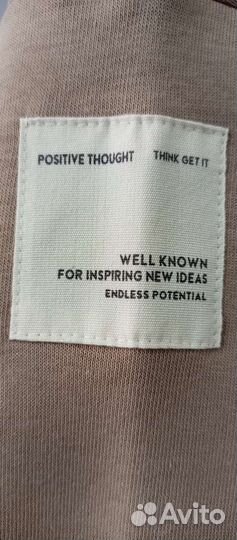 POSITIVE THOUGHT THINK GET IT
WELL KNOWN
FOR INSPIRING NEW IDEAS
ENDLESS POTENTIAL
Avito